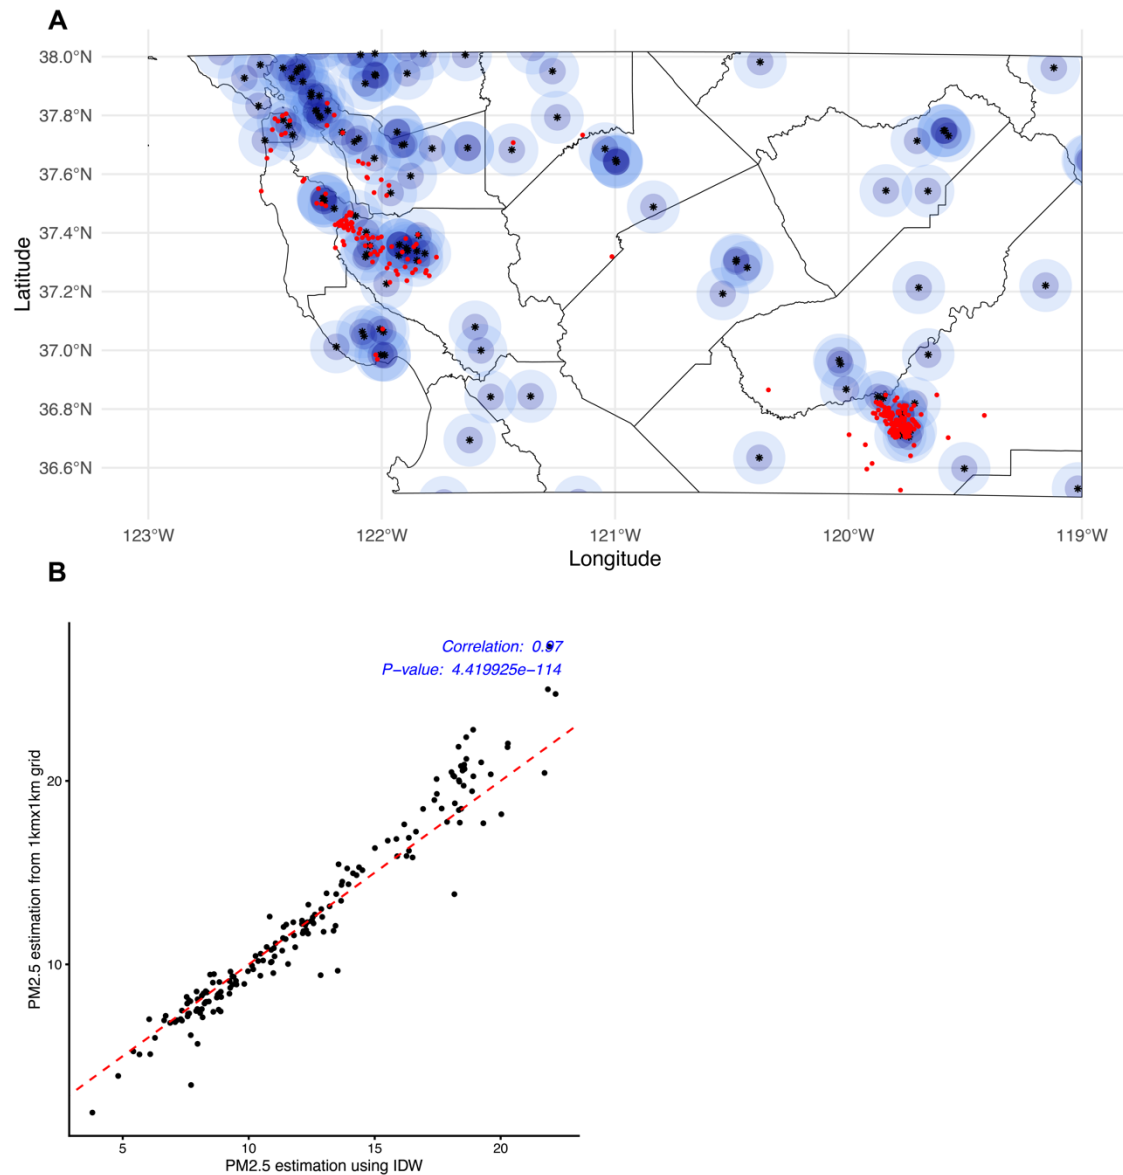 A
38.0°N
37.8°N
37.6°N
37.4°N
37.2°N
37.0°N
36.8°N
36.6°N
Latitude
123°W 122°W 121°W 120°W 119°W
Longitude
B
Correlation: 0.97
P−value: 4.419925e−114
PM2.5 estimation from 1kmx1km grid
20
10
5 10 15 20
PM2.5 estimation using IDW